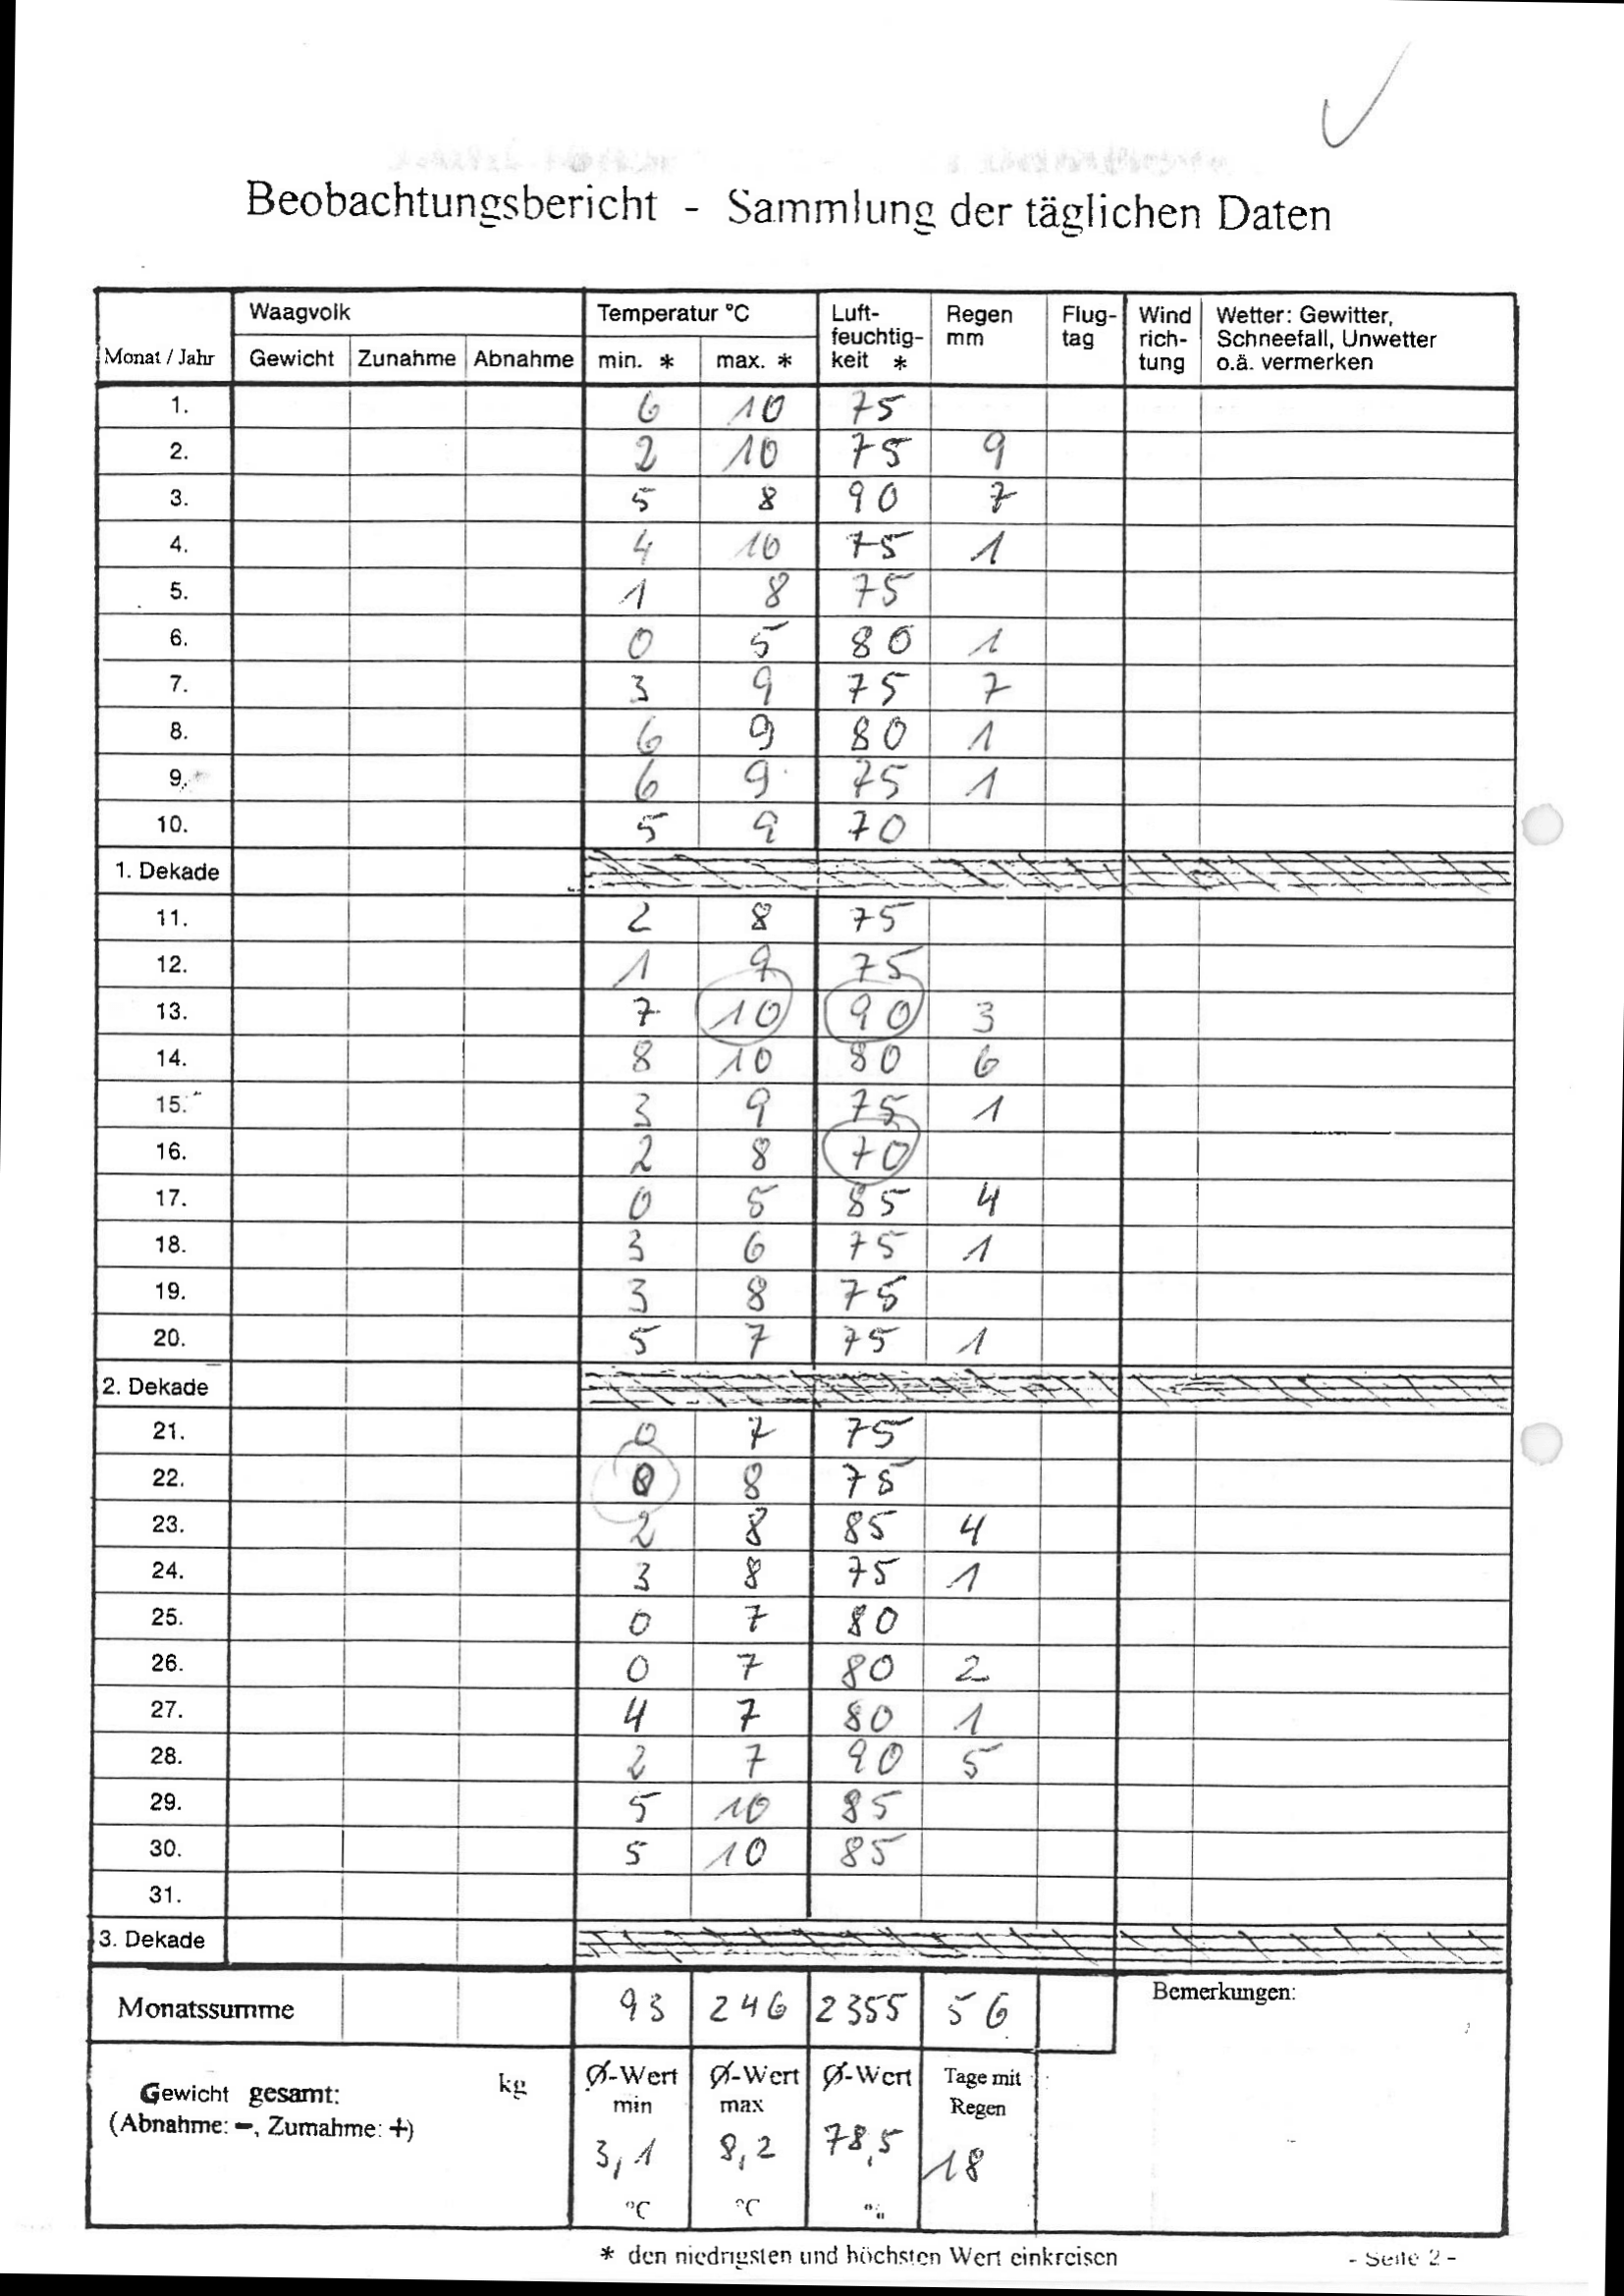 Beobachtungsbericht - Sammlung der täglichen Daten
Monat / Jahr Waagvolk Temperatur °C Luft-feuchtig-keit * Regen mm Flug-tag Wind rich-tung Wetter: Gewitter, Schneefall, Unwetter o.ä. vermerken
Gewicht Zunahme Abnahme min. * max. *
1. 6 10 75
2. 2 10 75 9
3. 5 8 90 7
4. 4 10 75 1
5. 1 8 75
6. 0 5 80 1
7. 3 9 75 7
8. 6 9 80 1
9. 6 9 75 1
10. 5 9 70
1. Dekade
11. 2 8 75
12. 1 9 75
13. 7 10 90 3
14. 8 10 80 6
15. 3 9 75 1
16. 2 8 70
17. 0 5 85 4
18. 3 6 75 1
19. 3 8 75
20. 5 7 75 1
2. Dekade
21. 0 7 75
22. 0 8 75
23. 2 8 85 4
24. 3 8 75 1
25. 0 7 80
26. 0 7 80 2
27. 4 7 80 1
28. 2 7 90 5
29. 5 10 85
30. 5 10 85
31.
3. Dekade
Monatssumme 93 246 2355 56 Bemerkungen:
Gewicht gesamt: kg
(Abnahme: -, Zumahme: +)
Ø-Wert min 3,1 °C
Ø-Wert max 8,2 °C
Ø-Wert 78,5 %
Tage mit Regen 18
* den niedrigsten und höchsten Wert einkreisen - Seite 2 -